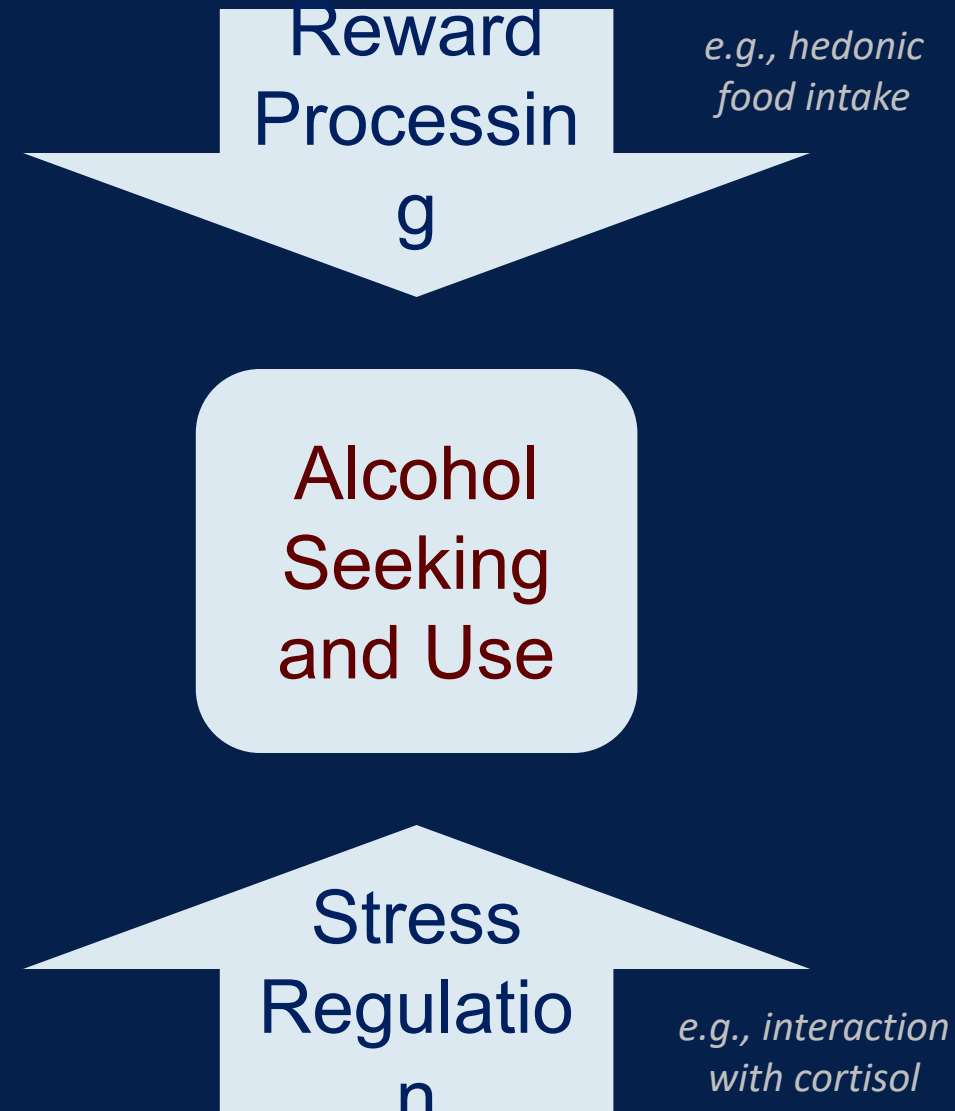 Reward
Processin
g
e.g., hedonic
food intake
Alcohol
Seeking
and Use
Stress
Regulatio
n
e.g., interaction
with cortisol